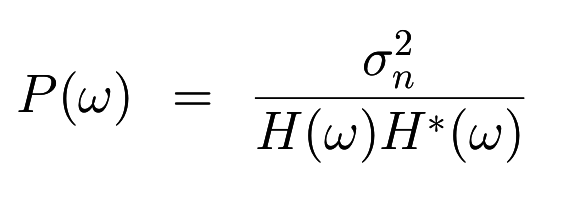 P(ω) = σ_n^2 / H(ω)H*(ω)